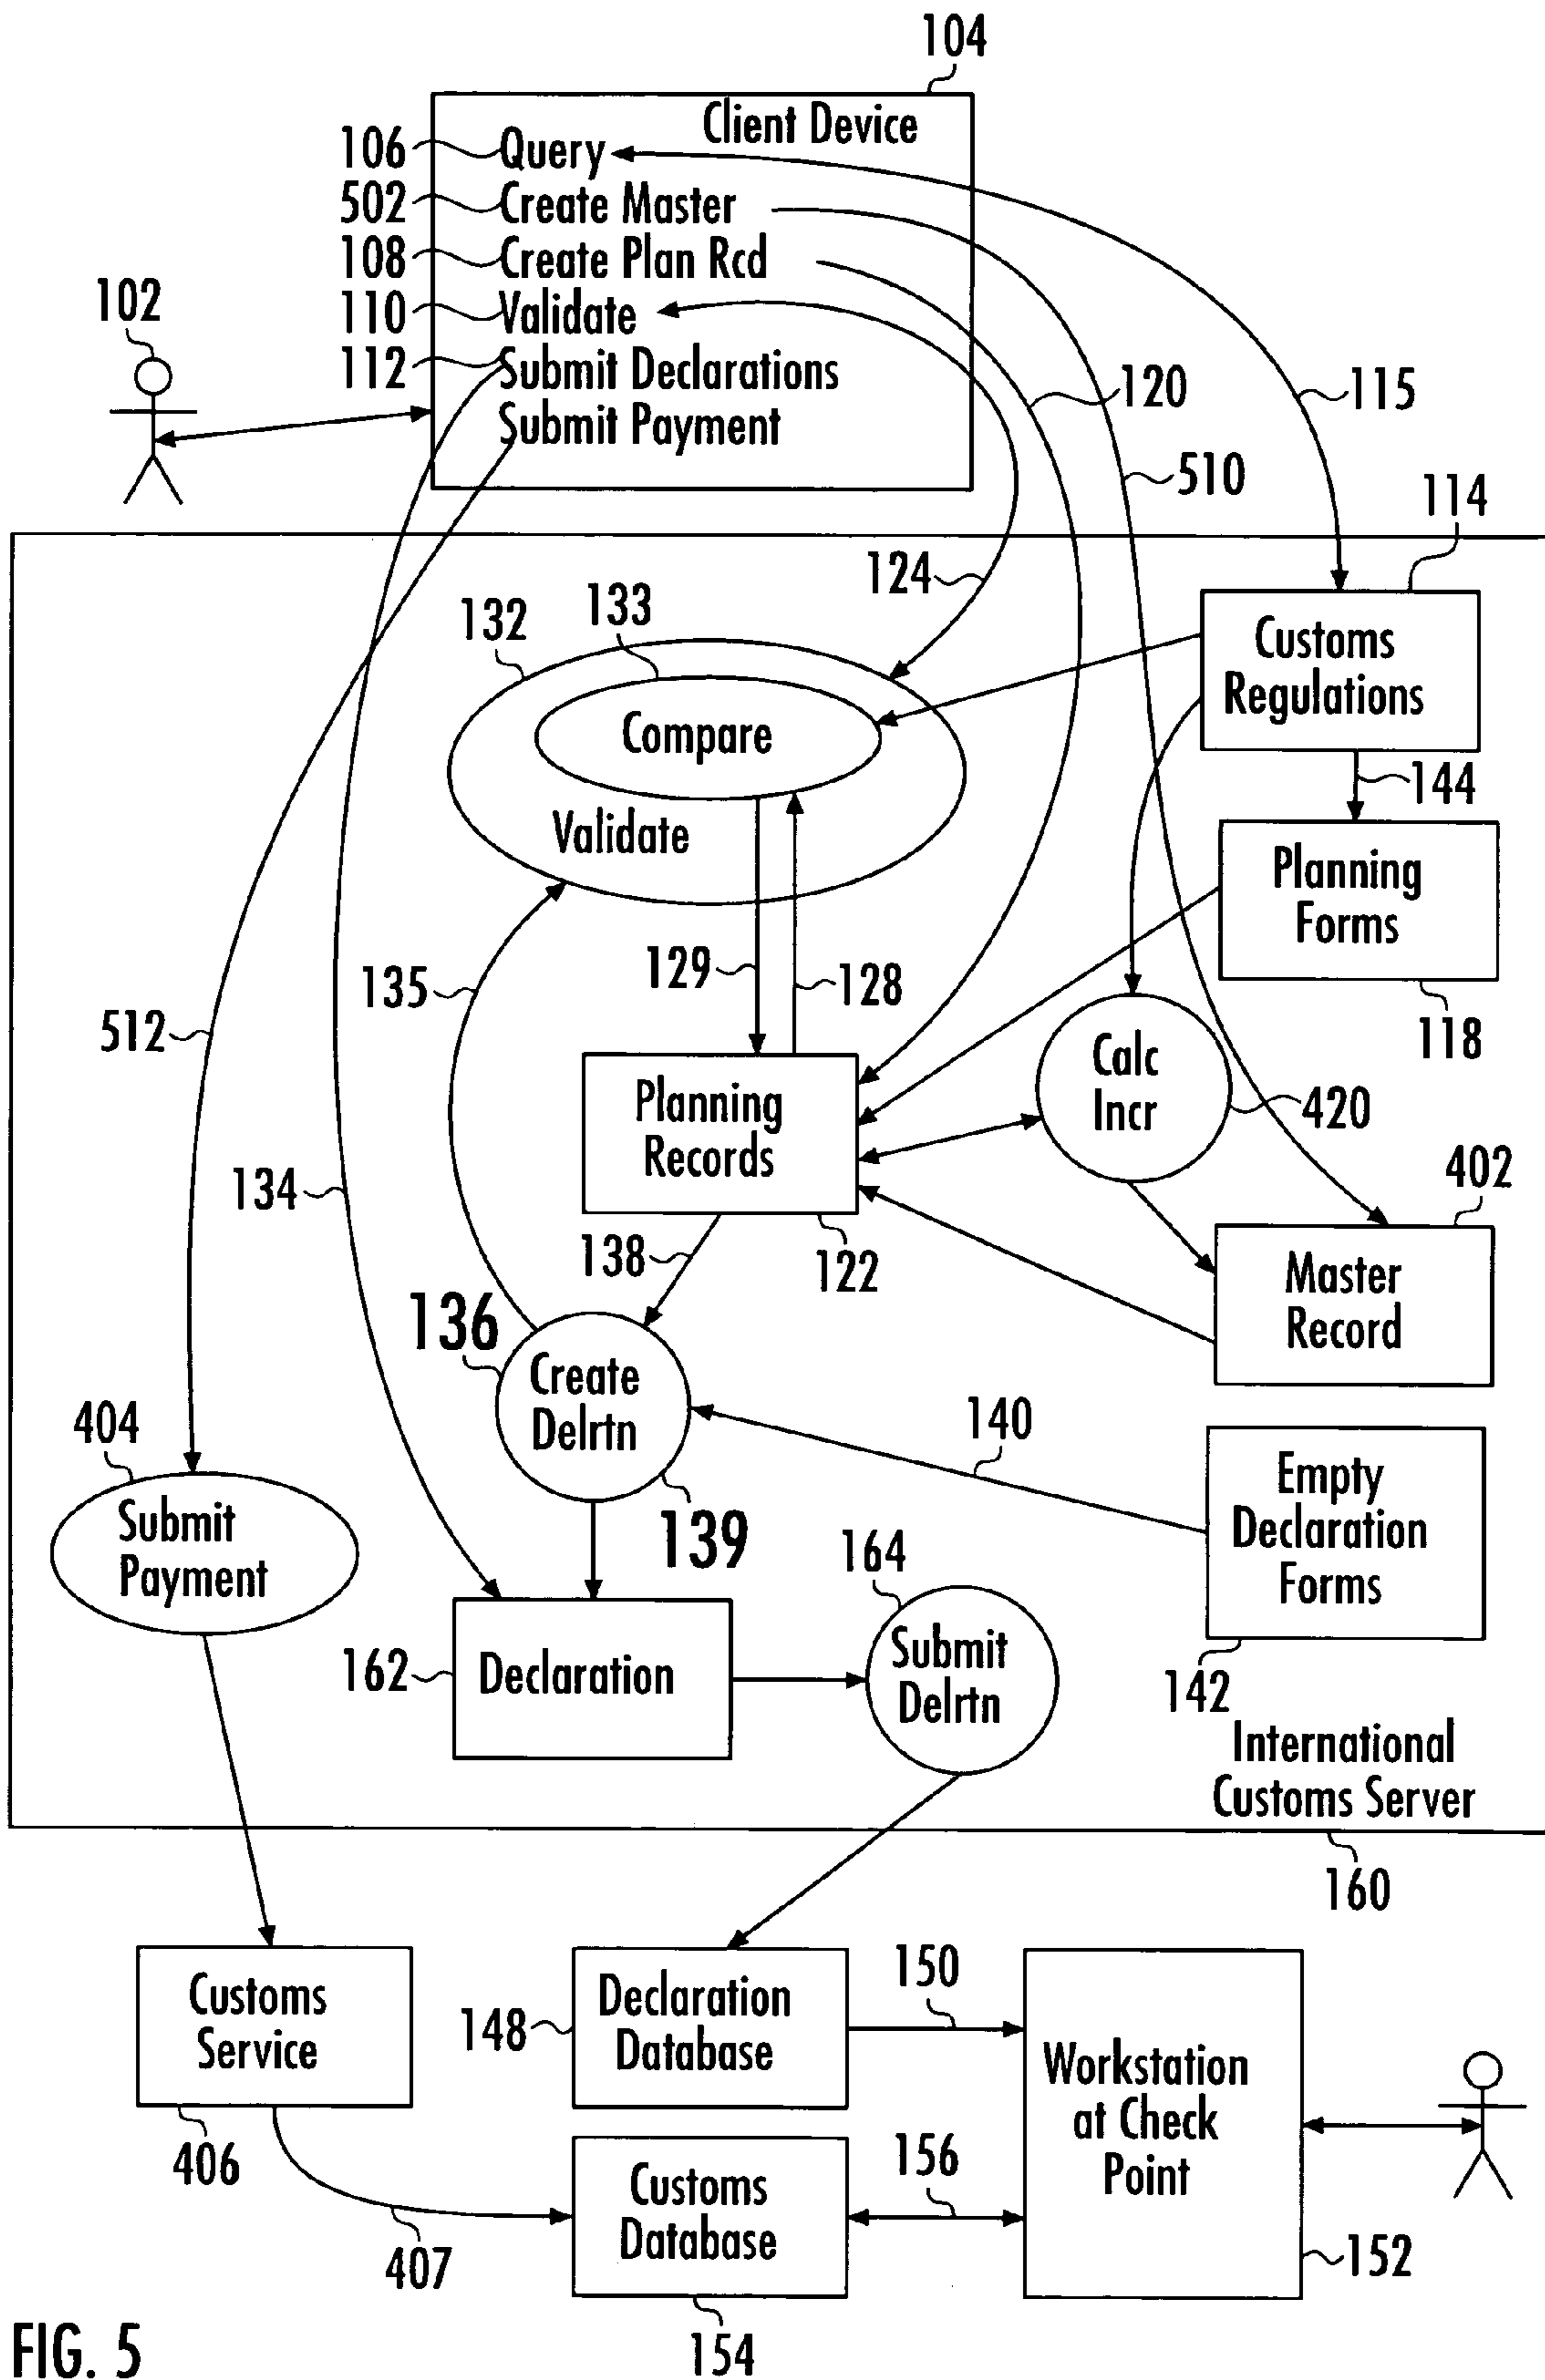 104
Client Device
106
Query
502
Create Master
108
Create Plan Rcd
110
Validate
112
Submit Declarations
Submit Payment
102
120
115
510
114
124
132
133
Customs
Regulations
Compare
Validate
144
Planning
Forms
118
135
129
128
512
Calc
Incr
420
Planning
Records
134
138
122
402
Master
Record
136
Create
Delrtn
139
140
404
Submit
Payment
Empty
Declaration
Forms
142
164
Submit
Delrtn
162
Declaration
International
Customs Server
160
Customs
Service
406
148
Declaration
Database
150
Workstation
at Check
Point
152
156
Customs
Database
407
154
FIG. 5